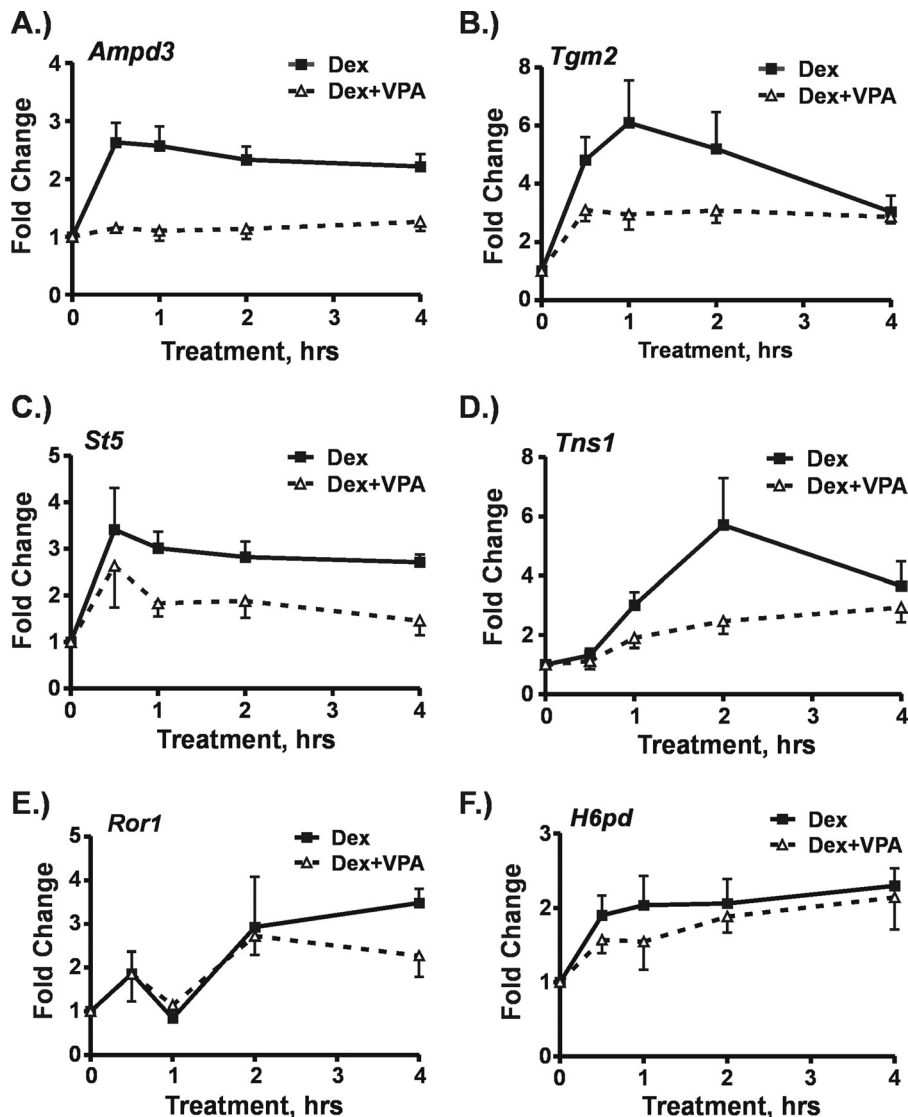 A.)
Ampd3
Dex
Dex+VPA
Fold Change
4
3
2
1
0
0 1 2 3 4
Treatment, hrs
B.)
Tgm2
Dex
Dex+VPA
Fold Change
8
6
4
2
0
0 1 2 3 4
Treatment, hrs
C.)
St5
Dex
Dex+VPA
Fold Change
5
4
3
2
1
0
0 1 2 3 4
Treatment, hrs
D.)
Tns1
Dex
Dex+VPA
Fold Change
8
6
4
2
0
0 1 2 3 4
Treatment, hrs
E.)
Ror1
Dex
Dex+VPA
Fold Change
5
4
3
2
1
0
0 1 2 3 4
Treatment, hrs
F.)
H6pd
Dex
Dex+VPA
Fold Change
3
2
1
0
0 1 2 3 4
Treatment, hrs